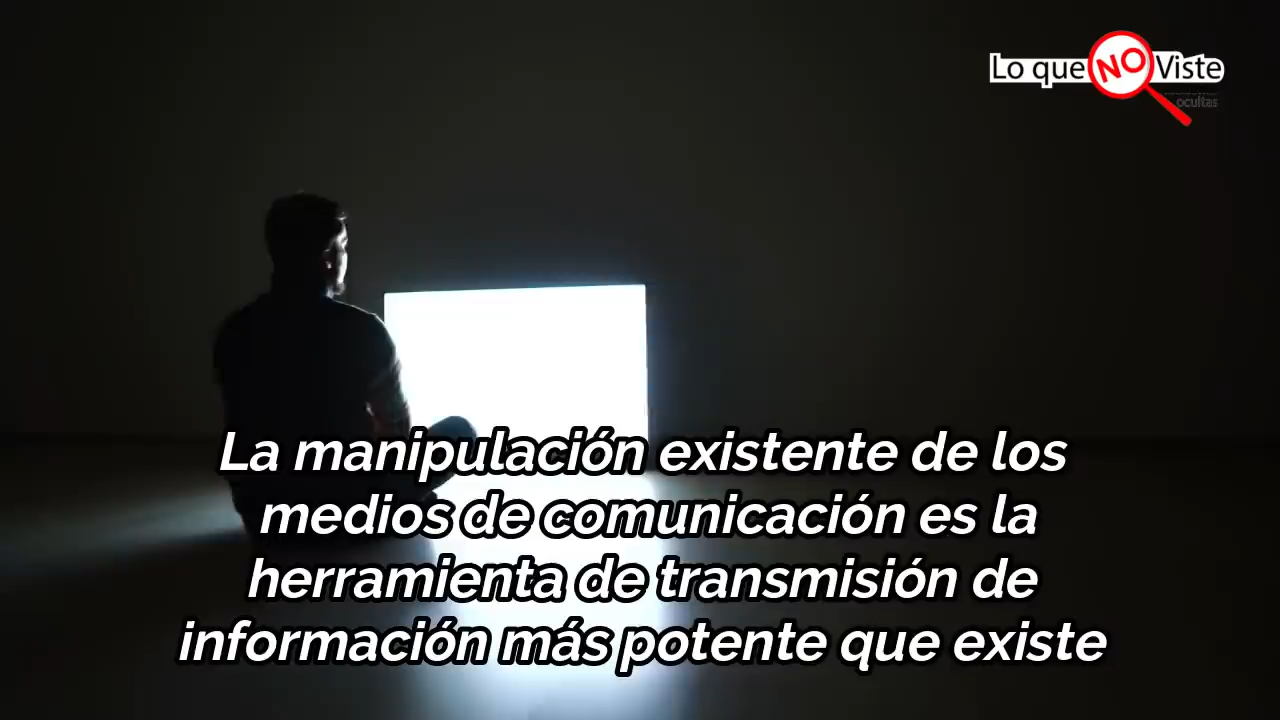 Lo que NO Viste
ocultas
La manipulación existente de los
medios de comunicación es la
herramienta de transmisión de
información más potente que existe